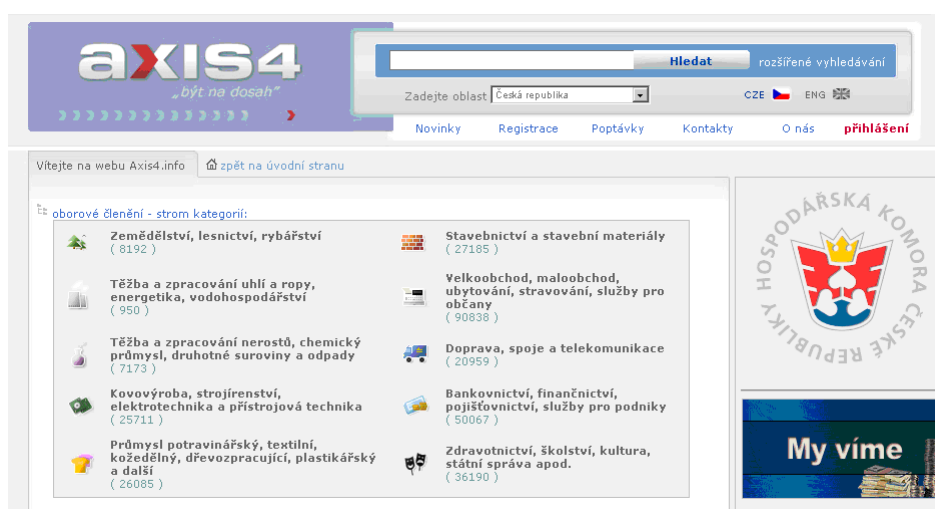 axis4
„být na dosah"
Hledat
rozšířené vyhledávání
Zadejte oblast
Česká republika
CZE
ENG
Novinky
Registrace
Poptávky
Kontakty
O nás
přihlášení
Vítejte na webu Axis4.info
zpět na úvodní stranu
oborové členění - strom kategorií:
Zemědělství, lesnictví, rybářství
( 8192 )
Těžba a zpracování uhlí a ropy,
energetika, vodohospodářství
( 950 )
Těžba a zpracování nerostů, chemický
průmysl, druhotné suroviny a odpady
( 7173 )
Kovovýroba, strojírenství,
elektrotechnika a přístrojová technika
( 25711 )
Průmysl potravinářský, textilní,
kožedělný, dřevozpracující, plastikářský
a další
( 26085 )
Stavebnictví a stavební materiály
( 27185 )
Velkoobchod, maloobchod,
ubytování, stravování, služby pro
občany
( 90838 )
Doprava, spoje a telekomunikace
( 20959 )
Bankovnictví, finančnictví,
pojišťovnictví, služby pro podniky
( 50067 )
Zdravotnictví, školství, kultura,
státní správa apod.
( 36190 )
HOSPODÁŘSKÁ KOMORA ČESKÉ REPUBLIKY
My víme